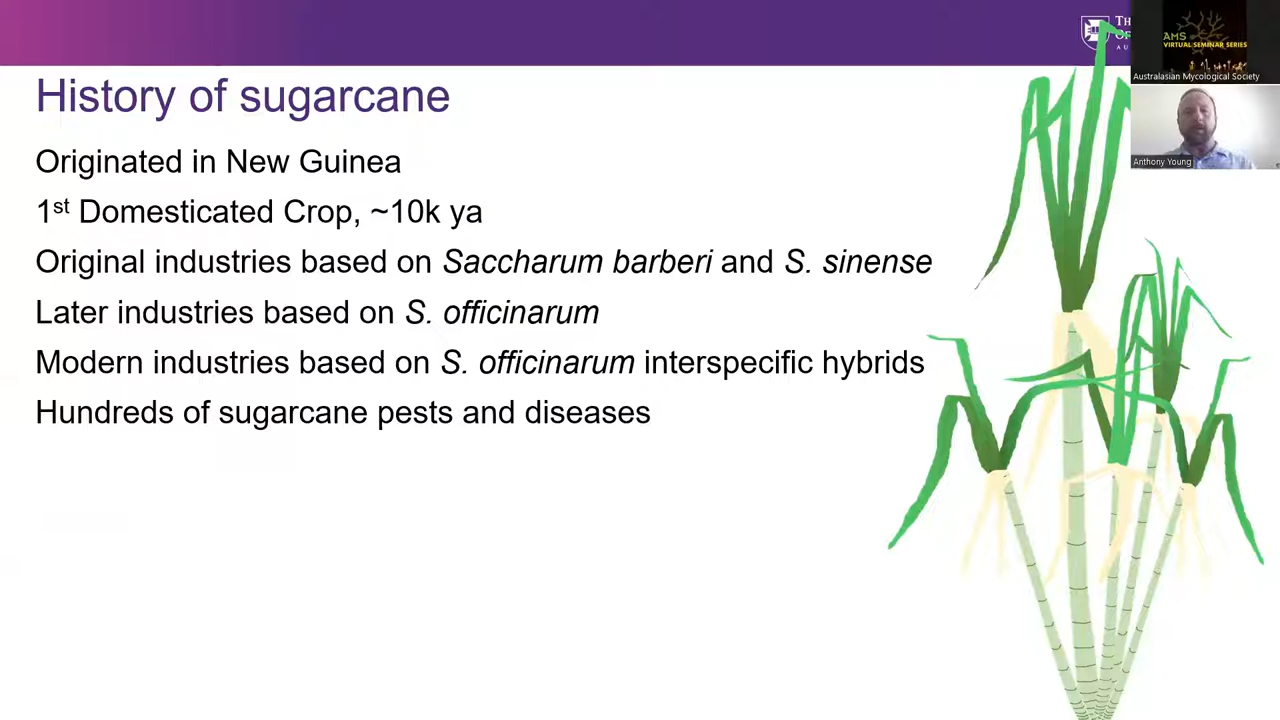 History of sugarcane
Originated in New Guinea
1st Domesticated Crop, ~10k ya
Original industries based on Saccharum barberi and S. sinense
Later industries based on S. officinarum
Modern industries based on S. officinarum interspecific hybrids
Hundreds of sugarcane pests and diseases
AMS
VIRTUAL SEMINAR SERIES
Australasian Mycological Society
Anthony Young